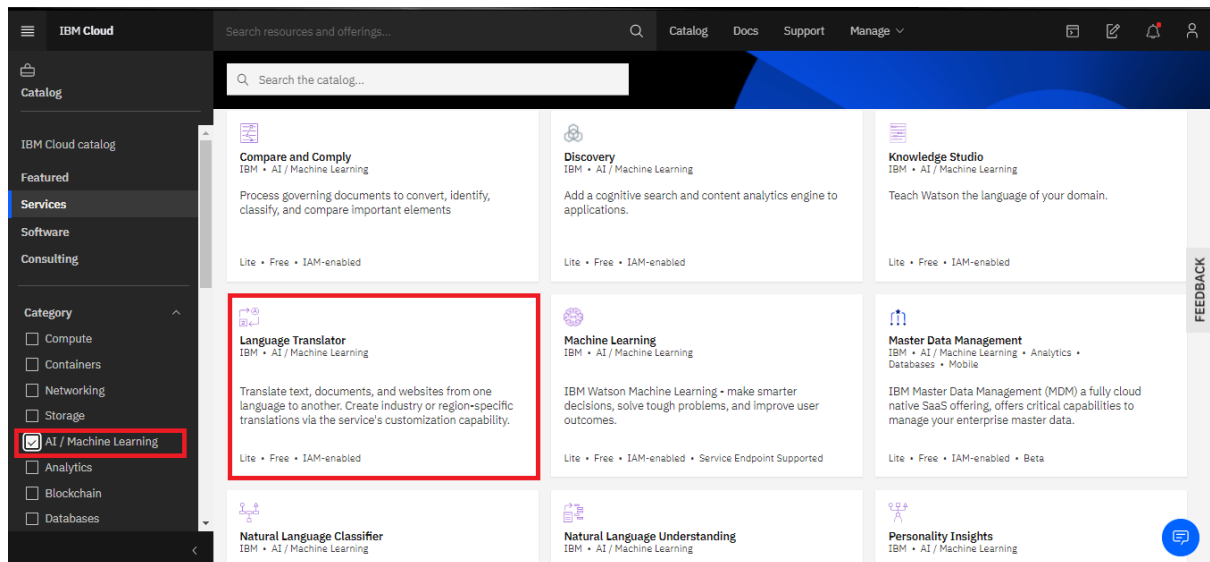 IBM Cloud
Search resources and offerings...
Catalog
Docs
Support
Manage
Catalog
Search the catalog...
IBM Cloud catalog
Featured
Services
Software
Consulting
Category
Compute
Containers
Networking
Storage
AI / Machine Learning
Analytics
Blockchain
Databases
Compare and Comply
IBM • AI / Machine Learning
Process governing documents to convert, identify,
classify, and compare important elements
Lite • Free • IAM-enabled
Discovery
IBM • AI / Machine Learning
Add a cognitive search and content analytics engine to
applications.
Lite • Free • IAM-enabled
Knowledge Studio
IBM • AI / Machine Learning
Teach Watson the language of your domain.
Lite • Free • IAM-enabled
Language Translator
IBM • AI / Machine Learning
Translate text, documents, and websites from one
language to another. Create industry or region-specific
translations via the service's customization capability.
Lite • Free • IAM-enabled
Machine Learning
IBM • AI / Machine Learning
IBM Watson Machine Learning - make smarter
decisions, solve tough problems, and improve user
outcomes.
Lite • Free • IAM-enabled • Service Endpoint Supported
Master Data Management
IBM • AI / Machine Learning • Analytics •
Databases • Mobile
IBM Master Data Management (MDM) a fully cloud
native SaaS offering, offers critical capabilities to
manage your enterprise master data.
Lite • Free • IAM-enabled • Beta
Natural Language Classifier
IBM • AI / Machine Learning
Natural Language Understanding
IBM • AI / Machine Learning
Personality Insights
IBM • AI / Machine Learning
FEEDBACK